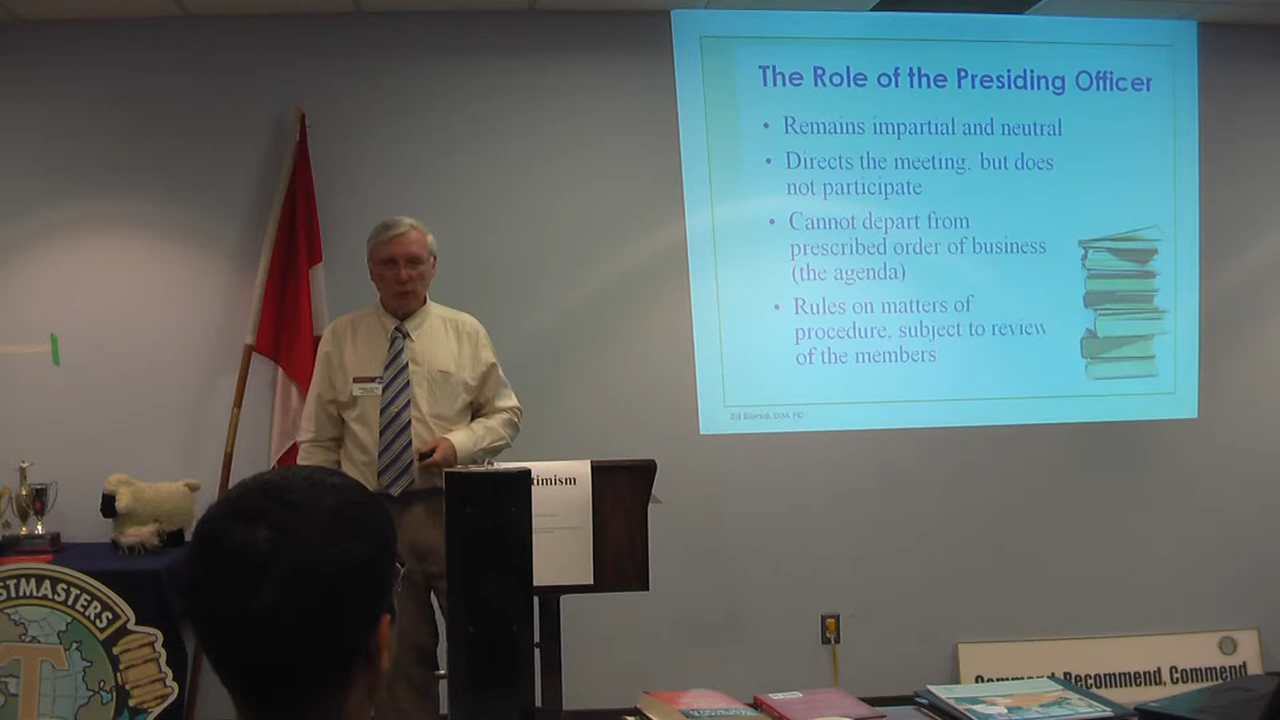 The Role of the Presiding Officer
• Remains impartial and neutral
• Directs the meeting, but does
not participate
• Cannot depart from
prescribed order of business
(the agenda)
• Rules on matters of
procedure, subject to review
of the members
timism
STMASTERS
Recommend, Commend